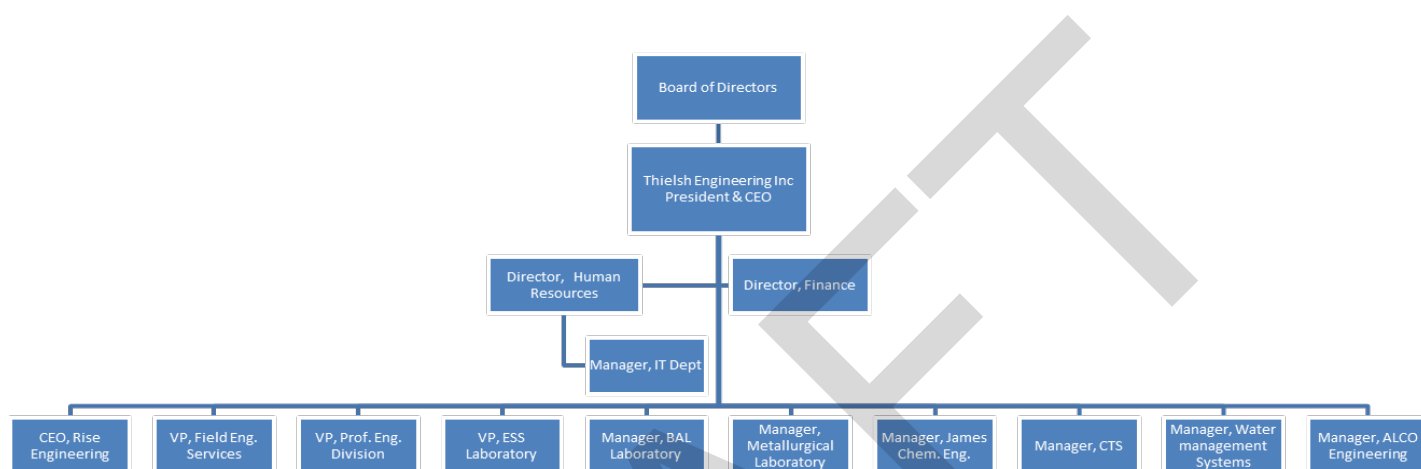 Board of Directors
Thielsh Engineering Inc
President & CEO
Director, Human
Resources
Director, Finance
Manager, IT Dept
CEO, Rise
Engineering
VP, Field Eng.
Services
VP, Prof. Eng.
Division
VP, ESS
Laboratory
Manager, BAL
Laboratory
Manager,
Metallurgical
Laboratory
Manager, James
Chem. Eng.
Manager, CTS
Manager, Water
management
Systems
Manager, ALCO
Engineering